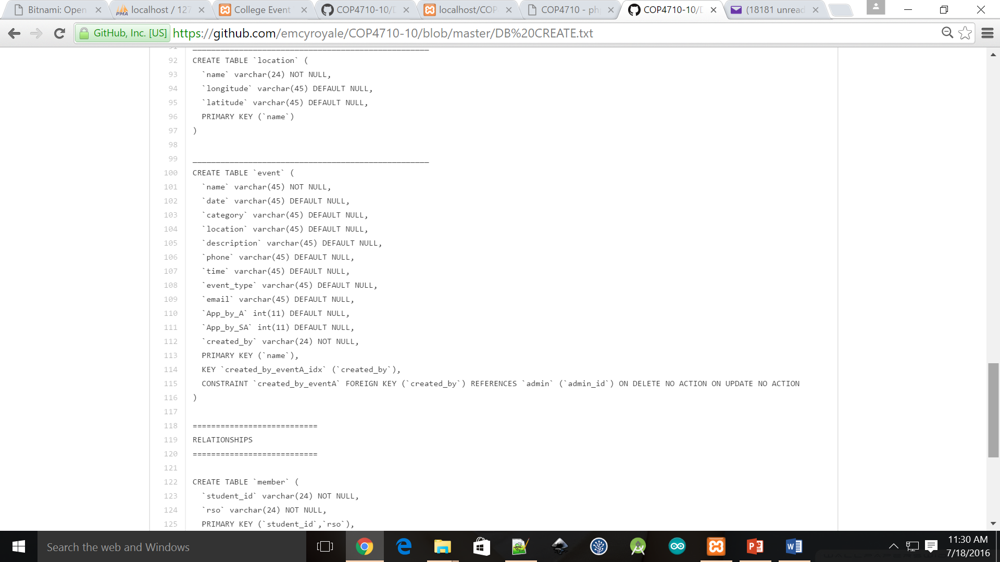 Bitnami: Open
localhost / 127
College Event
COP4710-10/D
localhost/COP
COP4710 - ph
COP4710-10/D
(18181 unread
GitHub, Inc. [US]
https://github.com/emcyroyale/COP4710-10/blob/master/DB%20CREATE.txt
91 ___________________________________________________
92 CREATE TABLE `location` (
93 `name` varchar(24) NOT NULL,
94 `longitude` varchar(45) DEFAULT NULL,
95 `latitude` varchar(45) DEFAULT NULL,
96 PRIMARY KEY (`name`)
97 )
98
99 ___________________________________________________
100 CREATE TABLE `event` (
101 `name` varchar(45) NOT NULL,
102 `date` varchar(45) DEFAULT NULL,
103 `category` varchar(45) DEFAULT NULL,
104 `location` varchar(45) DEFAULT NULL,
105 `description` varchar(45) DEFAULT NULL,
106 `phone` varchar(45) DEFAULT NULL,
107 `time` varchar(45) DEFAULT NULL,
108 `event_type` varchar(45) DEFAULT NULL,
109 `email` varchar(45) DEFAULT NULL,
110 `App_by_A` int(11) DEFAULT NULL,
111 `App_by_SA` int(11) DEFAULT NULL,
112 `created_by` varchar(24) NOT NULL,
113 PRIMARY KEY (`name`),
114 KEY `created_by_eventA_idx` (`created_by`),
115 CONSTRAINT `created_by_eventA` FOREIGN KEY (`created_by`) REFERENCES `admin` (`admin_id`) ON DELETE NO ACTION ON UPDATE NO ACTION
116 )
117
118 ===========================
119 RELATIONSHIPS
120 ===========================
121
122 CREATE TABLE `member` (
123 `student_id` varchar(24) NOT NULL,
124 `rso` varchar(24) NOT NULL,
125 PRIMARY KEY (`student_id`,`rso`),
Search the web and Windows
11:30 AM
7/18/2016